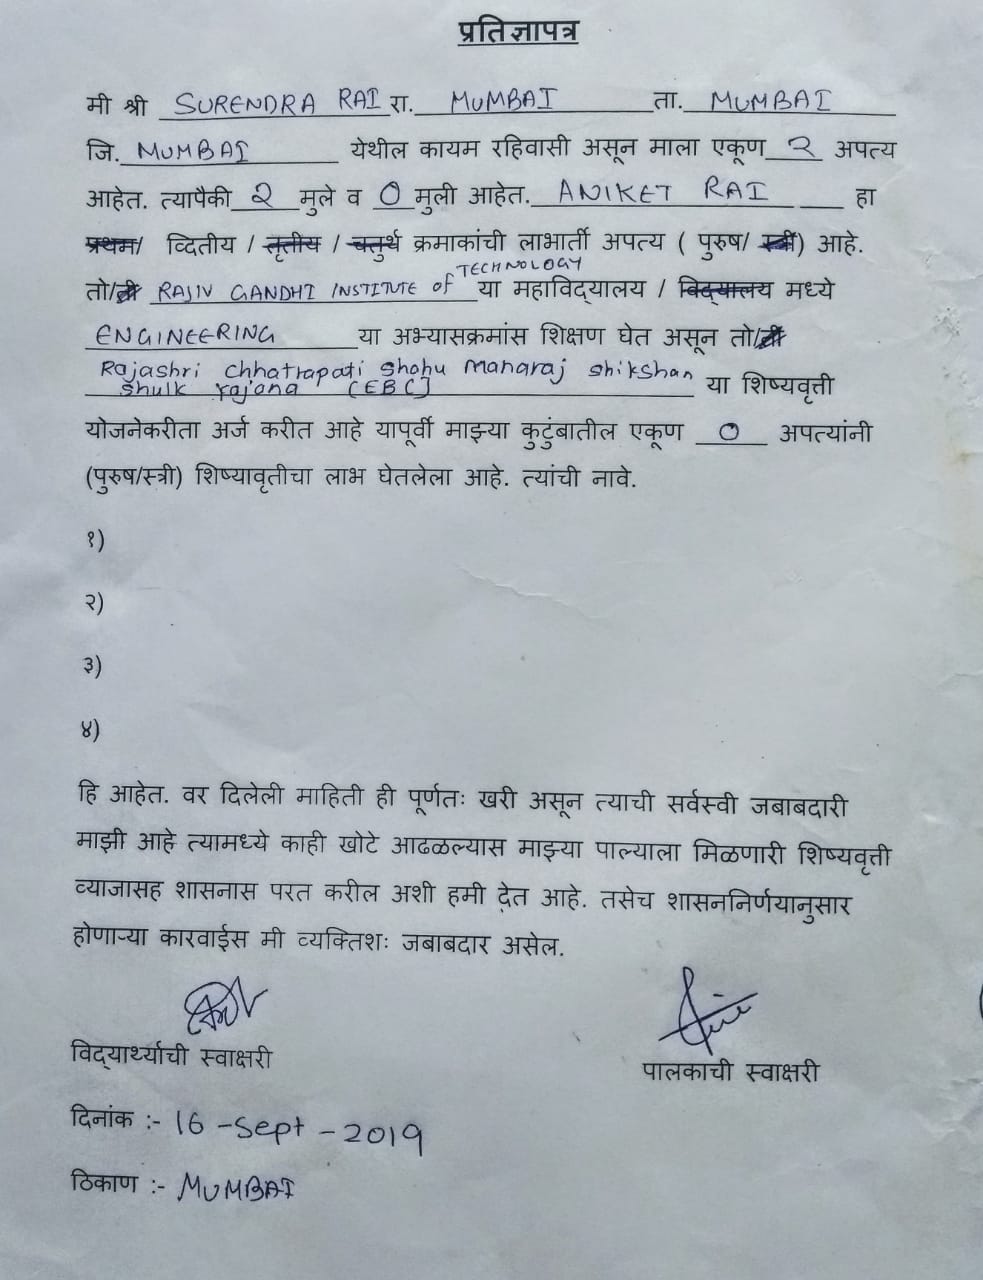 प्रतिज्ञापत्र
मी श्री SURENDRA RAI रा. MUMBAI ता. MUMBAI
जि. MUMBAI येथील कायम रहिवासी असून माला एकूण 2 अपत्य
आहेत. त्यापैकी 2 मुले व 0 मुली आहेत. ANIKET RAI हा
प्रथम/ व्दितीय / तृतीय / चतुर्थ क्रमाकांची लाभार्ती अपत्य ( पुरुष/ स्त्री) आहे.
तो/ती RAJIV GANDHI INSTITUTE OF TECHNOLOGY या महाविद्यालय / विद्यालय मध्ये
ENGINEERING या अभ्यासक्रमांस शिक्षण घेत असून तो/ती
Rajashri Chhatrapati Shahu Maharaj Shikshan
Shulk Yojana (EBC) या शिष्यवृत्ती
योजनेकरीता अर्ज करीत आहे यापूर्वी माझ्या कुटुंबातील एकूण 0 अपत्यांनी
(पुरुष/स्त्री) शिष्यावृतीचा लाभ घेतलेला आहे. त्यांची नावे.
१)
२)
३)
४)
हि आहेत. वर दिलेली माहिती ही पूर्णतः खरी असून त्याची सर्वस्वी जबाबदारी
माझी आहे त्यामध्ये काही खोटे आढळल्यास माझ्या पाल्याला मिळणारी शिष्यवृत्ती
व्याजासह शासनास परत करील अशी हमी देत आहे. तसेच शासननिर्णयानुसार
होणाऱ्या कारवाईस मी व्यक्तिशः जबाबदार असेल.
विद्यार्थ्याची स्वाक्षरी
पालकाची स्वाक्षरी
दिनांक :- 16 -Sept - 2019
ठिकाण :- MUMBAI